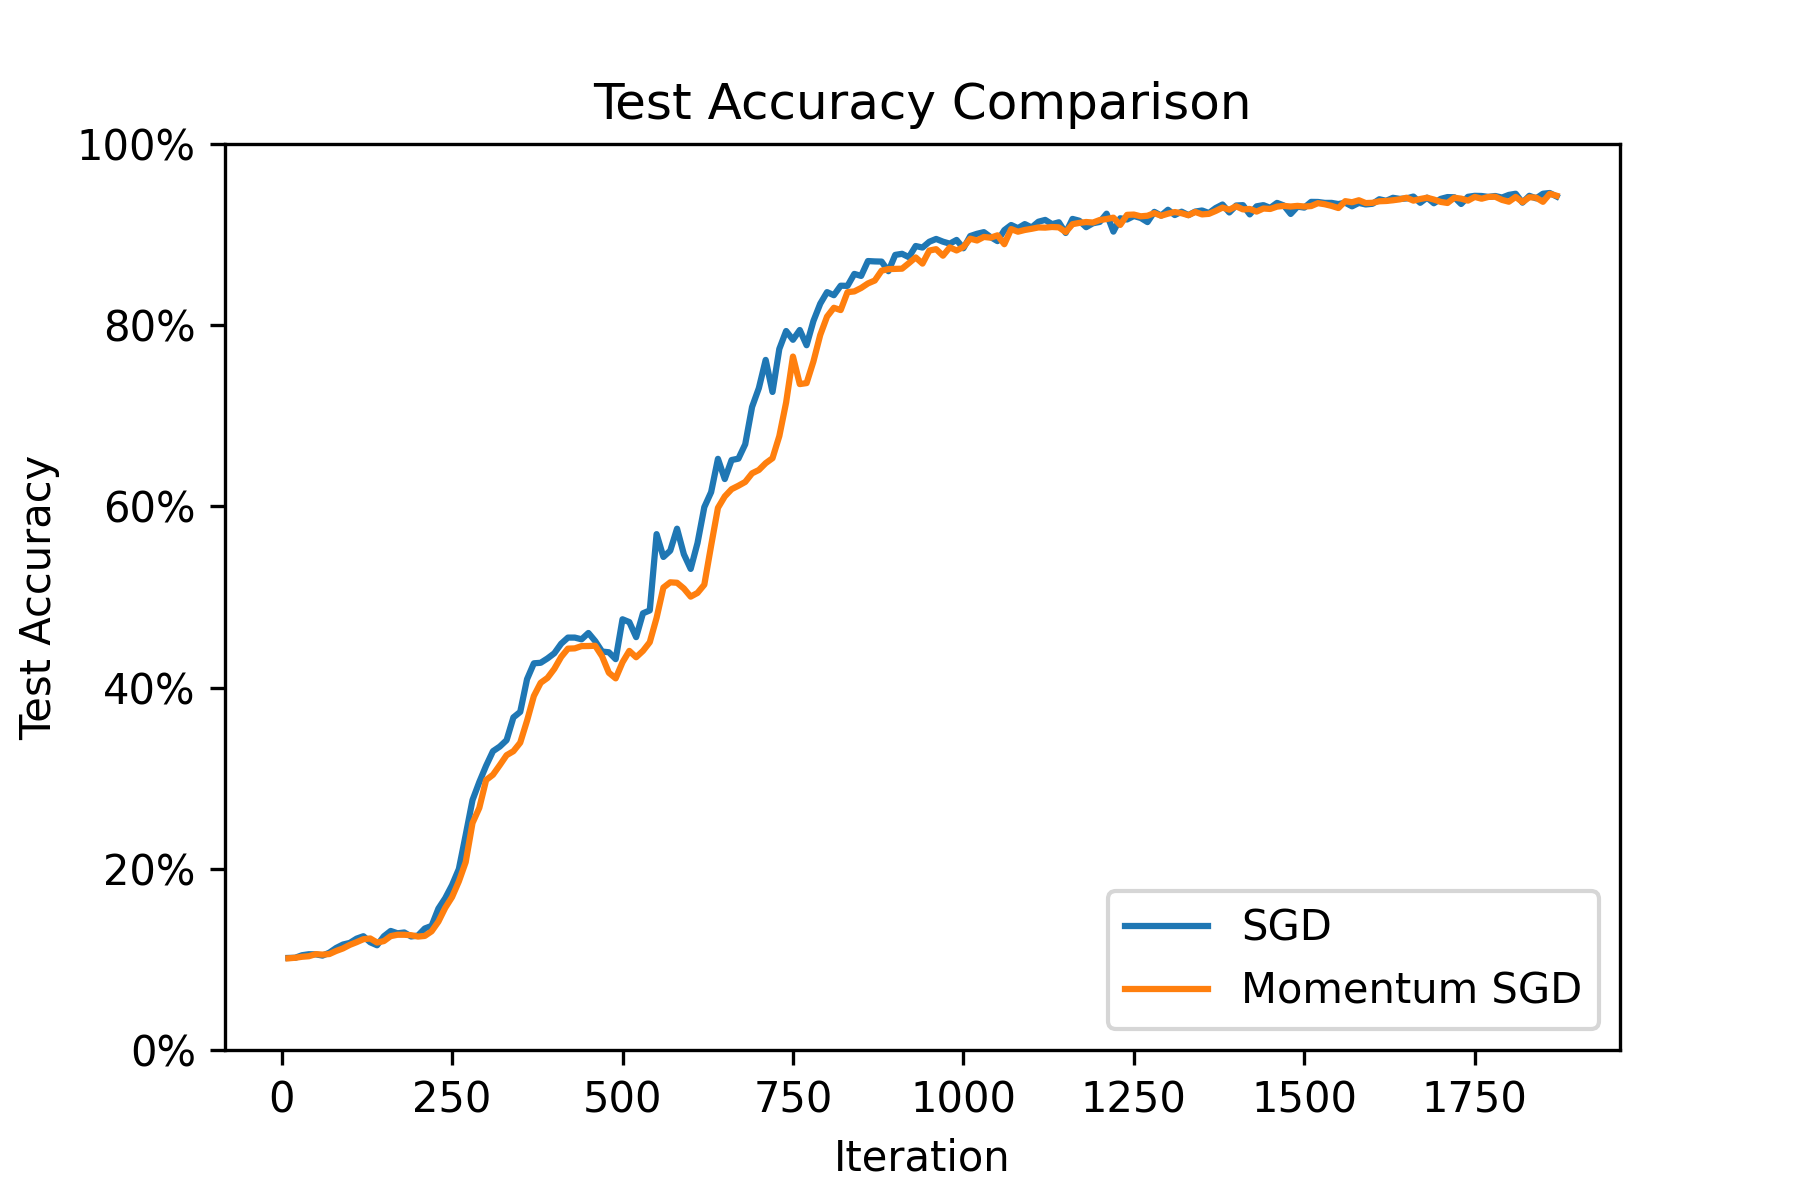 Test Accuracy Comparison
100%
80%
60%
40%
20%
0%
Test Accuracy
0 250 500 750 1000 1250 1500 1750
Iteration
SGD
Momentum SGD